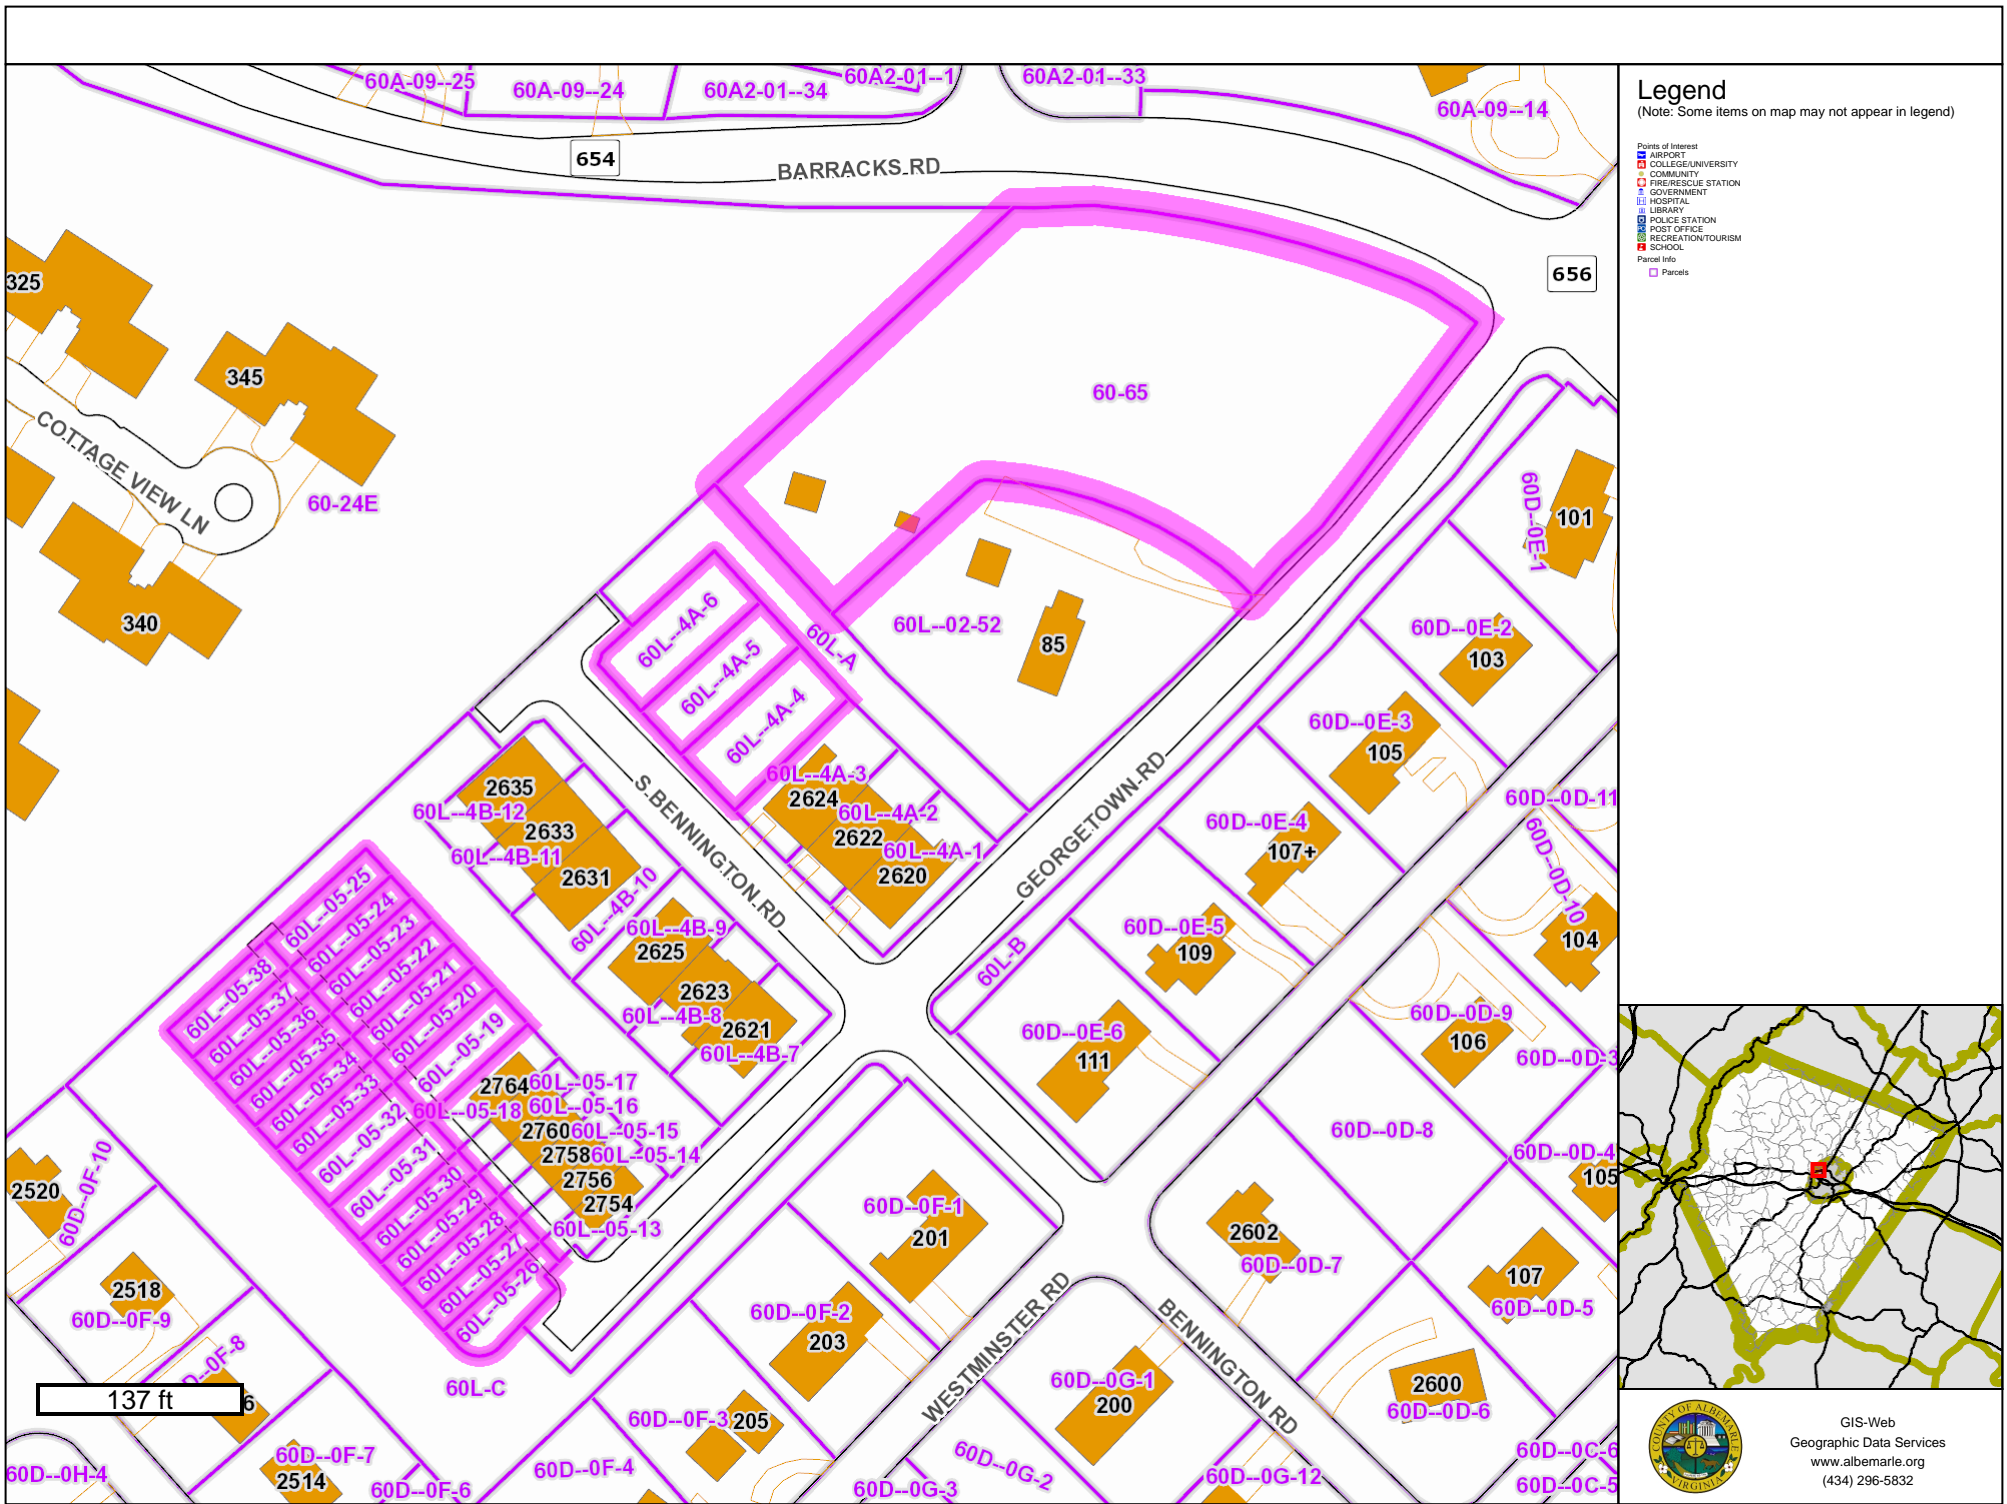 60A-09--25
60A-09--24
60A2-01--34
60A2-01--1
60A2-01--33
60A-09--14
654
BARRACKS RD
656
325
345
COTTAGE VIEW LN
60-24E
340
60-65
60D--0E-1
101
60L--4A-6
60L--4A-5
60L--4A-4
60L-A
60L--02-52
85
60D--0E-2
103
60D--0E-3
105
60L--4A-3
2624
60L--4A-2
2622
60L--4A-1
2620
S BENNINGTON RD
GEORGETOWN RD
60D--0E-4
107+
60D--0D-11
60D--0D-10
104
2635
60L--4B-12
2633
60L--4B-11
2631
60L--4B-10
60L--4B-9
2625
2623
60L--4B-8
2621
60L--4B-7
60L-B
60D--0E-5
109
60D--0E-6
111
60D--0D-9
106
60D--0D-3
60L--05-25
60L--05-24
60L--05-23
60L--05-22
60L--05-21
60L--05-20
60L--05-19
60L--05-38
60L--05-37
60L--05-36
60L--05-35
60L--05-34
60L--05-33
60L--05-32
60L--05-31
60L--05-30
60L--05-29
60L--05-28
60L--05-27
60L--05-26
2764
60L--05-17
60L--05-18
60L--05-16
2760
60L--05-15
2758
60L--05-14
2756
2754
60L--05-13
60D--0D-8
60D--0D-4
105
2520
60D--0F-10
2518
60D--0F-9
D--0F-8
6
60D--0F-1
201
60D--0F-2
203
2602
60D--0D-7
107
60D--0D-5
WESTMINSTER RD
BENNINGTON RD
60D--0G-1
200
2600
60D--0D-6
60L-C
60D--0F-3
205
60D--0F-4
60D--0F-7
2514
60D--0F-6
60D--0H-4
60D--0G-3
60D--0G-2
60D--0G-12
60D--0C-6
60D--0C-5
137 ft
Legend
(Note: Some items on map may not appear in legend)
Points of Interest
AIRPORT
COLLEGE/UNIVERSITY
COMMUNITY
FIRE/RESCUE STATION
GOVERNMENT
HOSPITAL
LIBRARY
POLICE STATION
POST OFFICE
RECREATION/TOURISM
SCHOOL
Parcel Info
Parcels
COUNTY OF ALBEMARLE
VIRGINIA
GIS-Web
Geographic Data Services
www.albemarle.org
(434) 296-5832